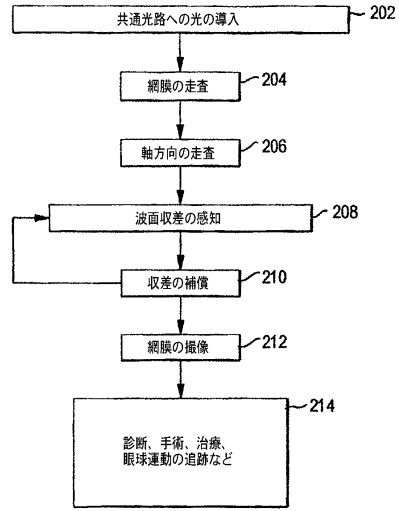 共通光路への光の導入
202
網膜の走査
204
軸方向の走査
206
波面収差の感知
208
収差の補償
210
網膜の撮像
212
214
診断、手術、治療、
眼球運動の追跡など